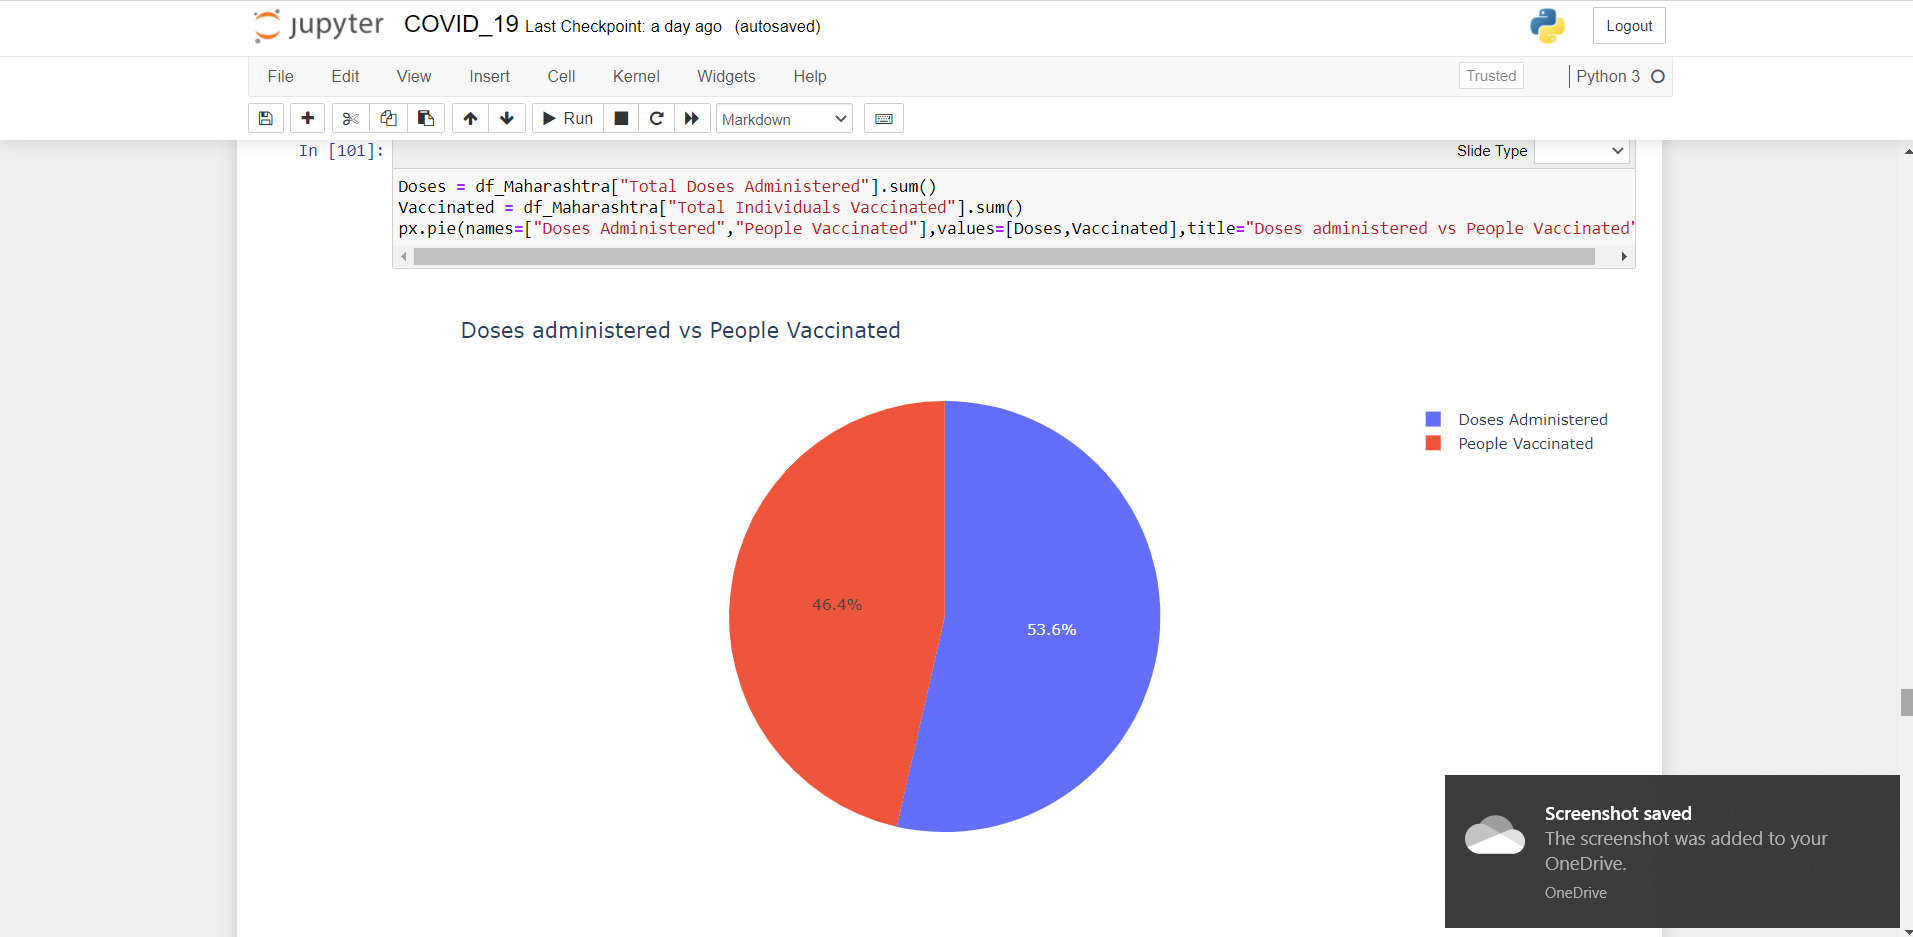 jupyter COVID_19 Last Checkpoint: a day ago (autosaved) Logout
File Edit View Insert Cell Kernel Widgets Help Trusted Python 3
Run Markdown
In [101]: Slide Type
Doses = df_Maharashtra["Total Doses Administered"].sum()
Vaccinated = df_Maharashtra["Total Individuals Vaccinated"].sum()
px.pie(names=["Doses Administered","People Vaccinated"],values=[Doses,Vaccinated],title="Doses administered vs People Vaccinated"
Doses administered vs People Vaccinated
Doses Administered
People Vaccinated
46.4%
53.6%
Screenshot saved
The screenshot was added to your
OneDrive.
OneDrive